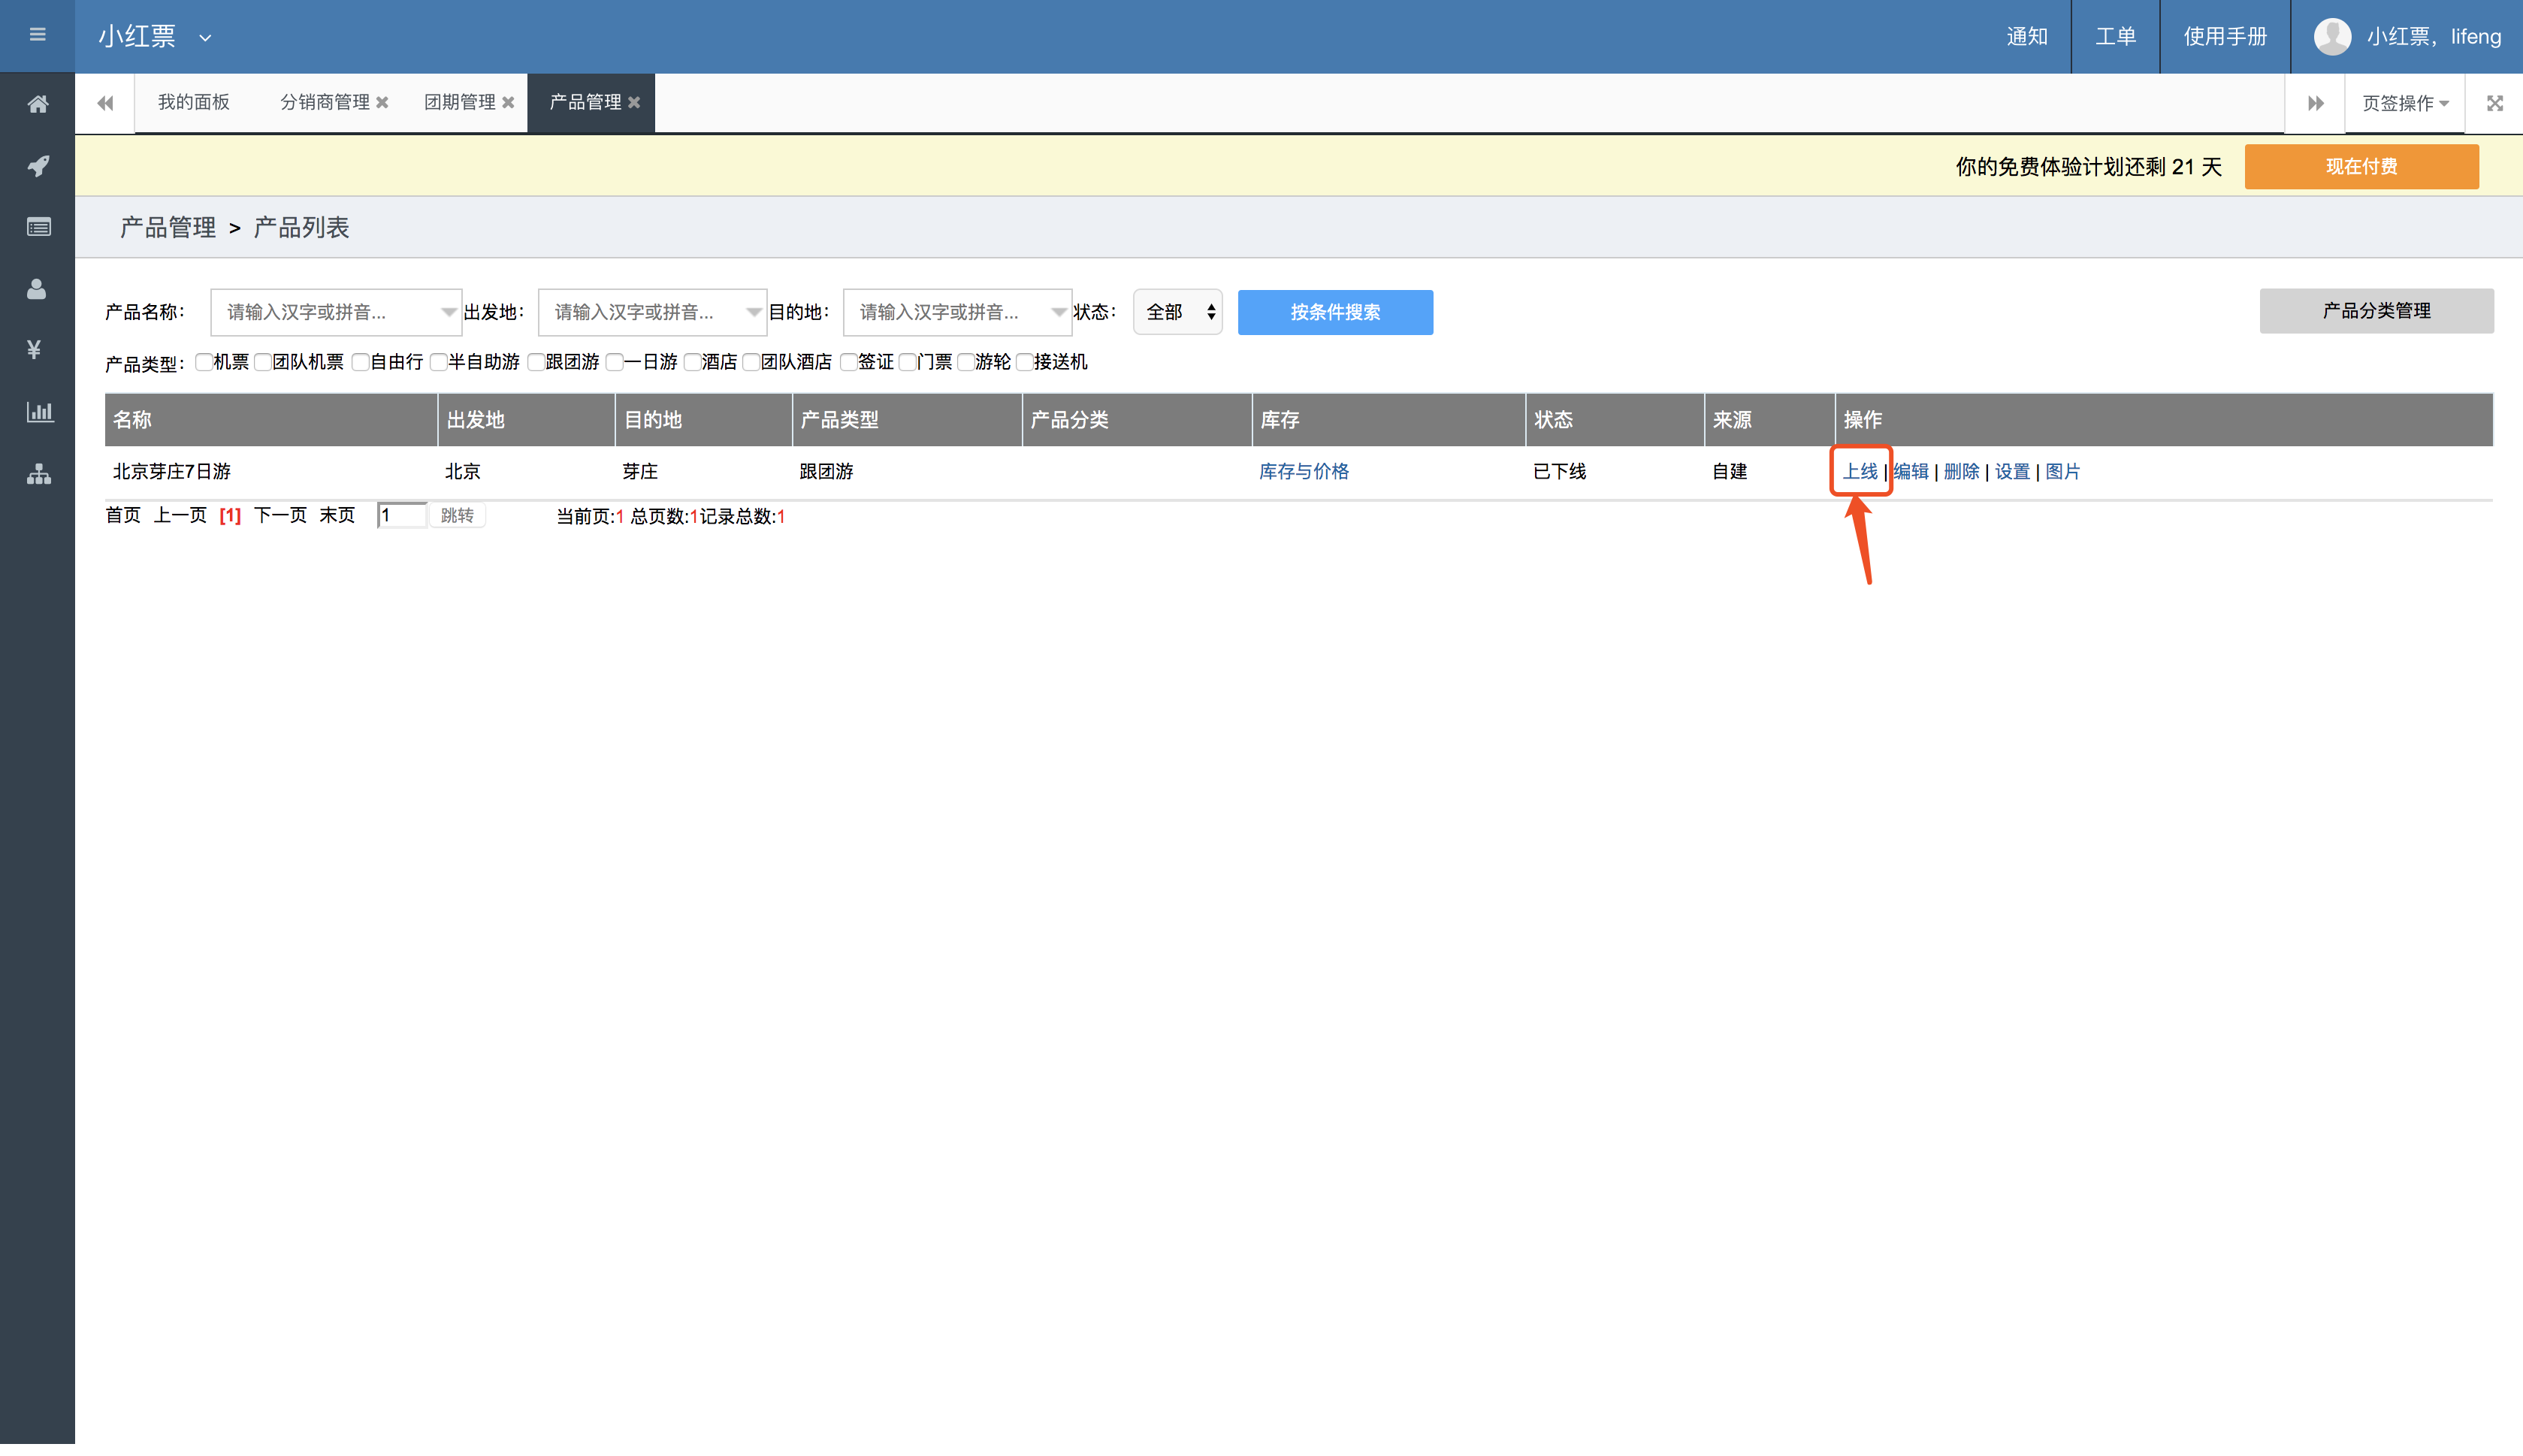 小红票 通知 工单 使用手册 小红票，lifeng
我的面板 分销商管理 团期管理 产品管理 页签操作
你的免费体验计划还剩 21 天 现在付费
产品管理 > 产品列表
产品名称： 请输入汉字或拼音... 出发地： 请输入汉字或拼音... 目的地： 请输入汉字或拼音... 状态： 全部 按条件搜索 产品分类管理
产品类型： 机票 团队机票 自由行 半自助游 跟团游 一日游 酒店 团队酒店 签证 门票 游轮 接送机
名称 出发地 目的地 产品类型 产品分类 库存 状态 来源 操作
北京芽庄7日游 北京 芽庄 跟团游 库存与价格 已下线 自建 上线 | 编辑 | 删除 | 设置 | 图片
首页 上一页 [1] 下一页 末页 1 跳转 当前页:1 总页数:1记录总数:1